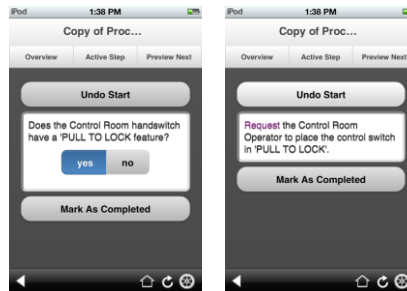 iPod 1:38 PM
Copy of Proc...
Overview Active Step Preview Next
Undo Start
Does the Control Room handswitch
have a 'PULL TO LOCK feature?
yes no
Mark As Completed
iPod 1:38 PM
Copy of Proc...
Overview Active Step Preview Next
Undo Start
Request the Control Room
Operator to place the control switch
in 'PULL TO LOCK'.
Mark As Completed